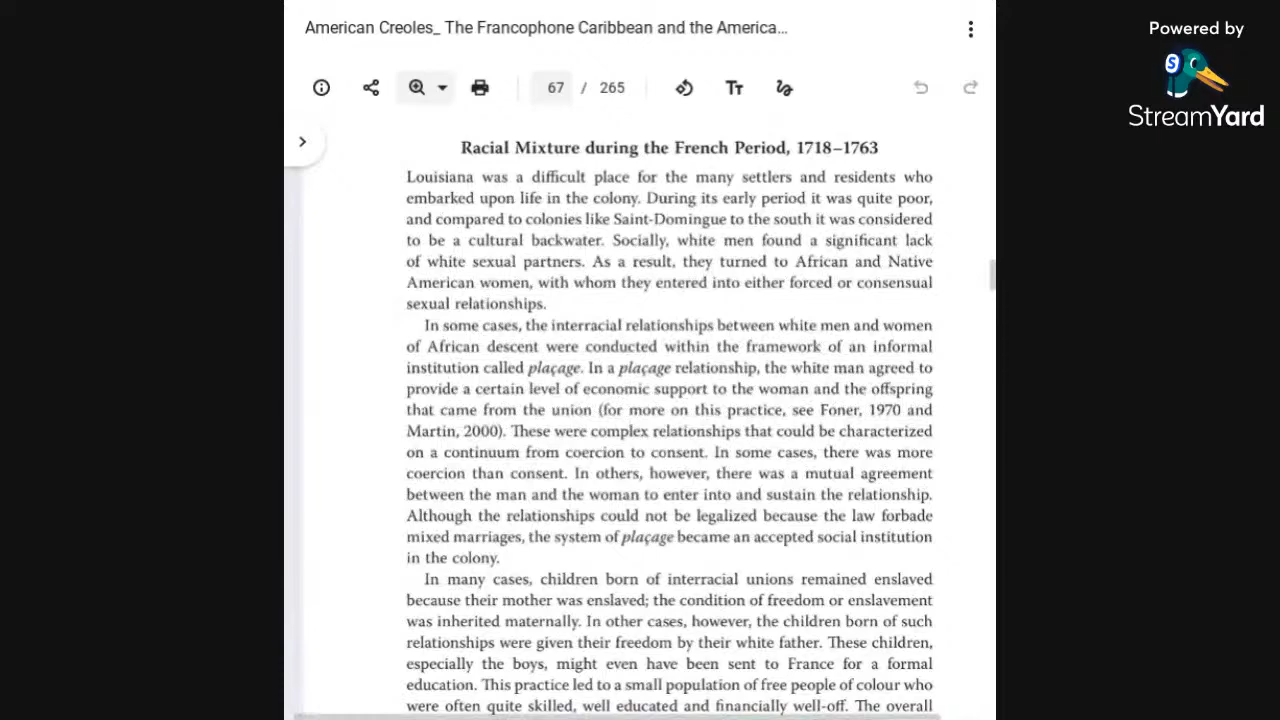 American Creoles_ The Francophone Caribbean and the America...
Powered by
S
StreamYard
67 / 265
Racial Mixture during the French Period, 1718–1763
Louisiana was a difficult place for the many settlers and residents who
embarked upon life in the colony. During its early period it was quite poor,
and compared to colonies like Saint-Domingue to the south it was considered
to be a cultural backwater. Socially, white men found a significant lack
of white sexual partners. As a result, they turned to African and Native
American women, with whom they entered into either forced or consensual
sexual relationships.
In some cases, the interracial relationships between white men and women
of African descent were conducted within the framework of an informal
institution called plaçage. In a plaçage relationship, the white man agreed to
provide a certain level of economic support to the woman and the offspring
that came from the union (for more on this practice, see Foner, 1970 and
Martin, 2000). These were complex relationships that could be characterized
on a continuum from coercion to consent. In some cases, there was more
coercion than consent. In others, however, there was a mutual agreement
between the man and the woman to enter into and sustain the relationship.
Although the relationships could not be legalized because the law forbade
mixed marriages, the system of plaçage became an accepted social institution
in the colony.
In many cases, children born of interracial unions remained enslaved
because their mother was enslaved; the condition of freedom or enslavement
was inherited maternally. In other cases, however, the children born of such
relationships were given their freedom by their white father. These children,
especially the boys, might even have been sent to France for a formal
education. This practice led to a small population of free people of colour who
were often quite skilled, well educated and financially well-off. The overall